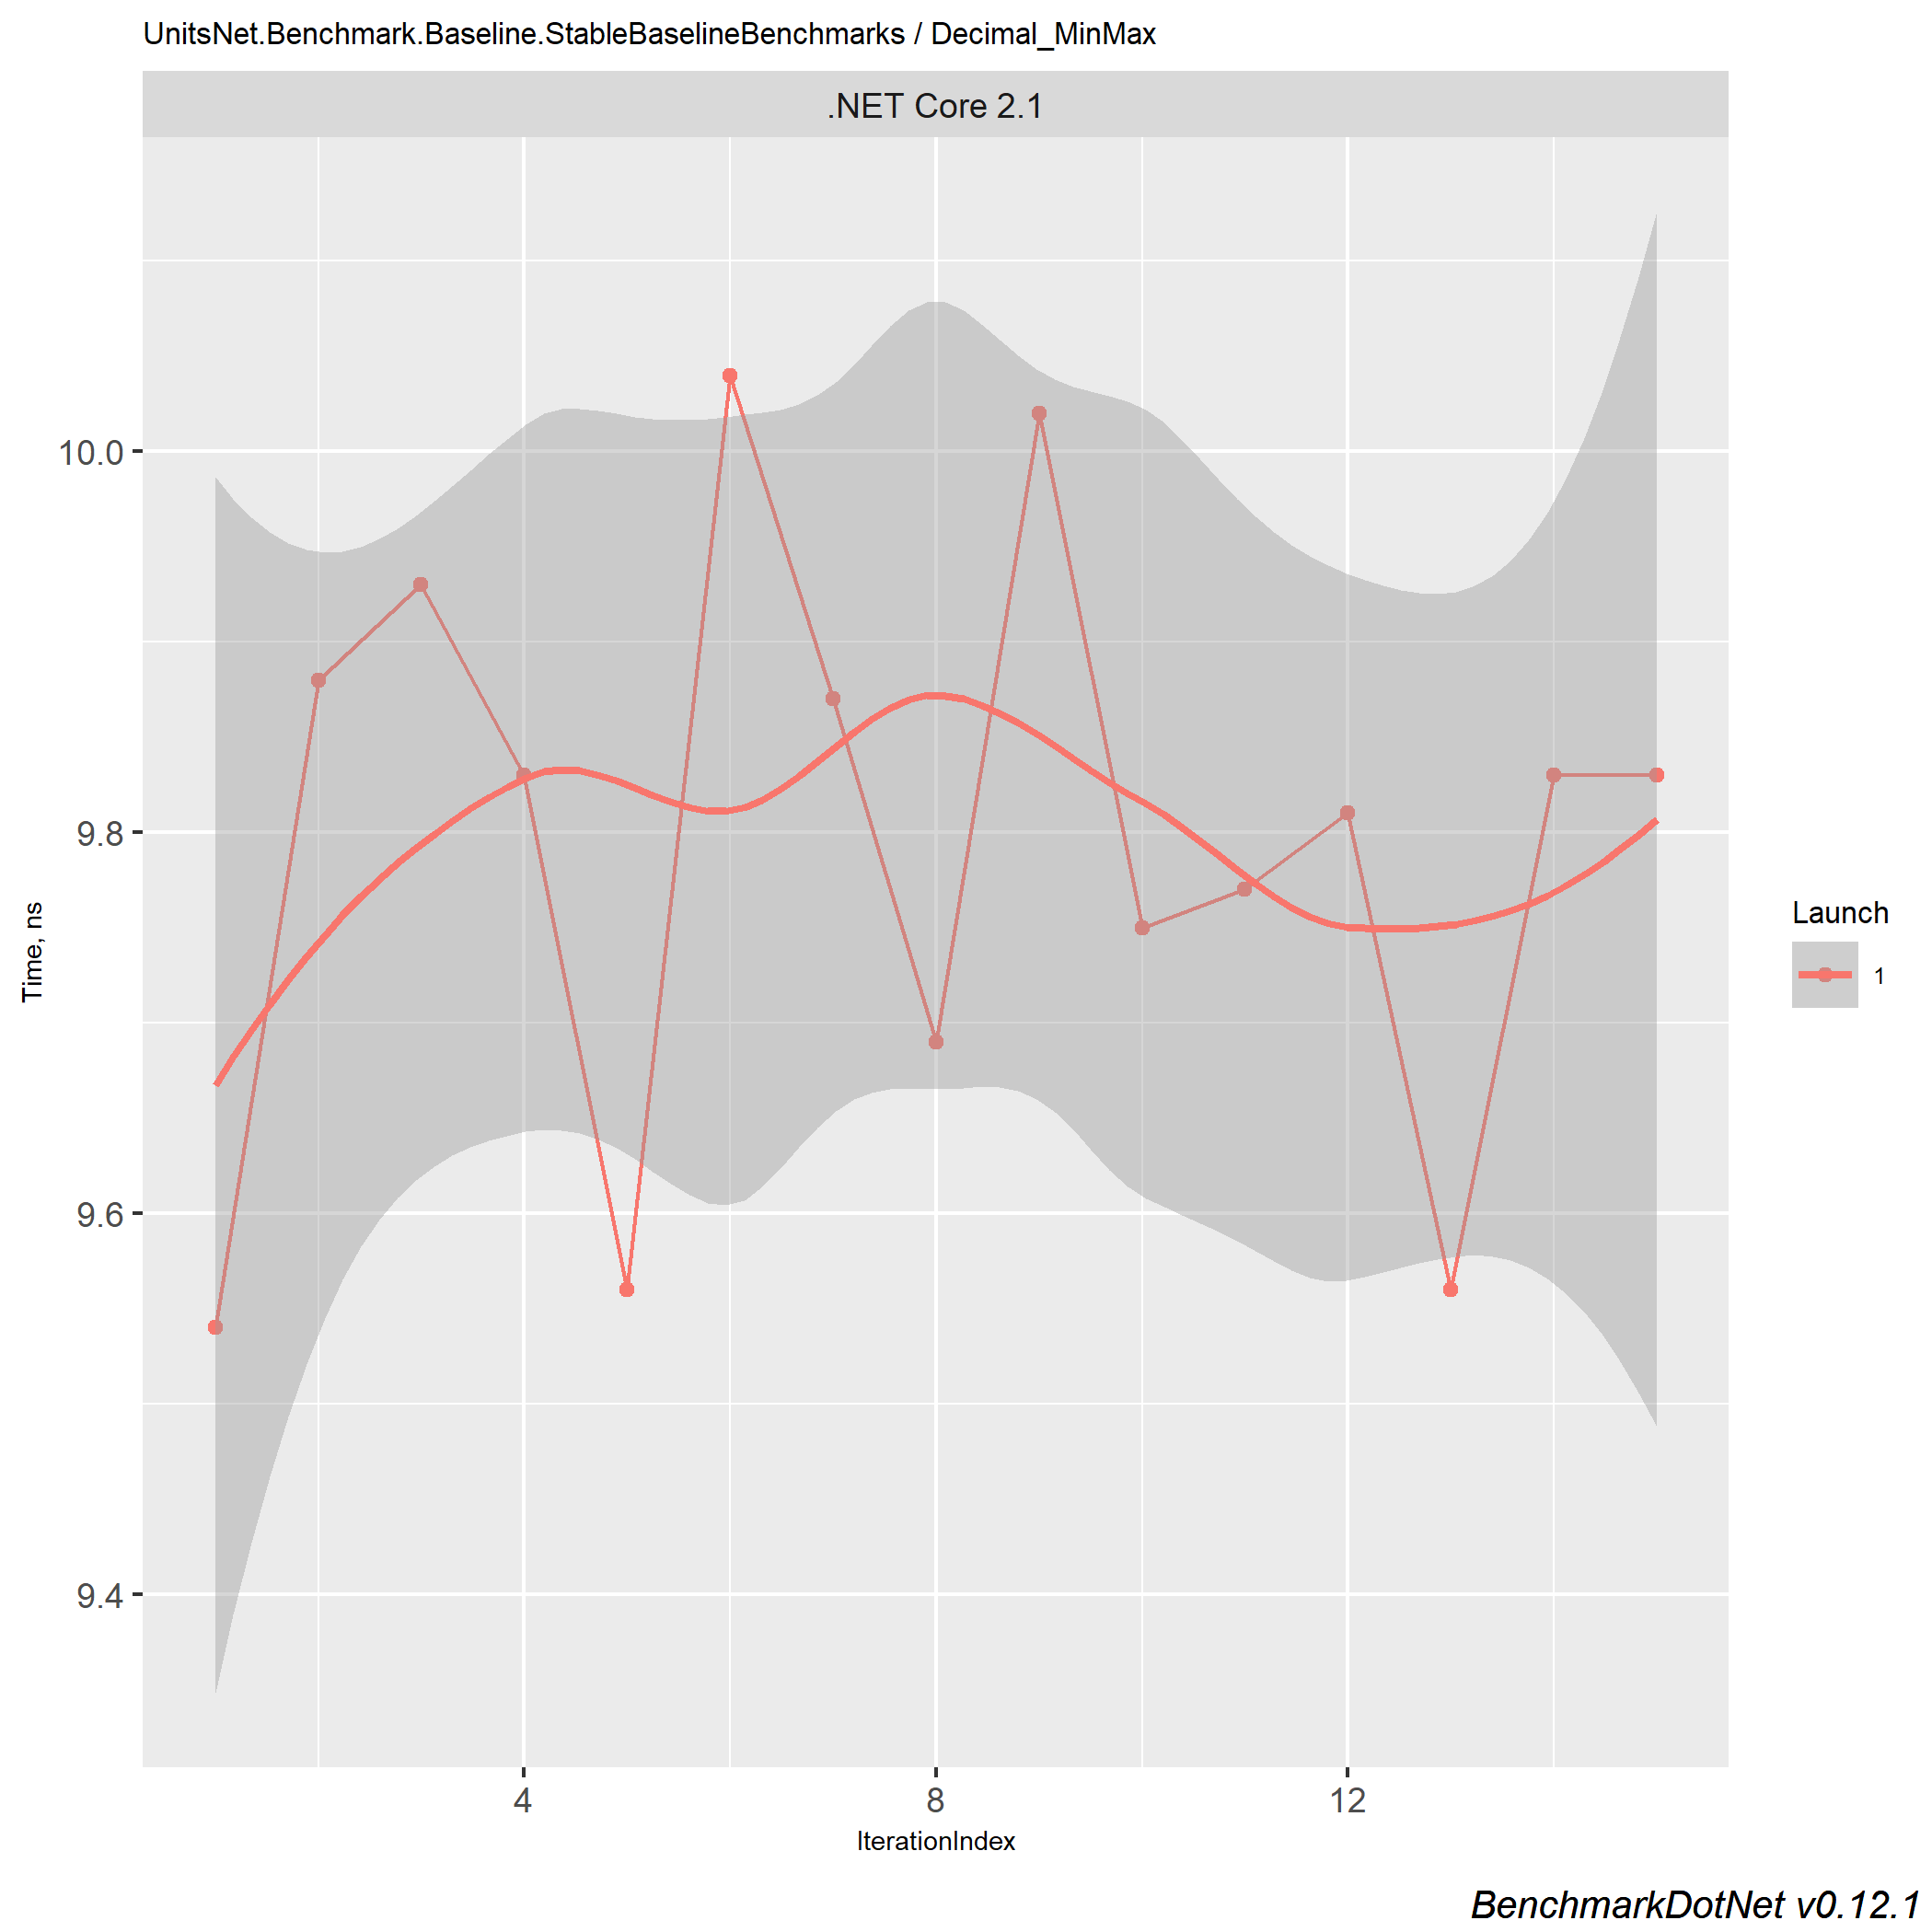 UnitsNet.Benchmark.Baseline.StableBaselineBenchmarks / Decimal_MinMax
.NET Core 2.1
10.0
9.8
9.6
9.4
Time, ns
4 8 12
IterationIndex
Launch
1
BenchmarkDotNet v0.12.1